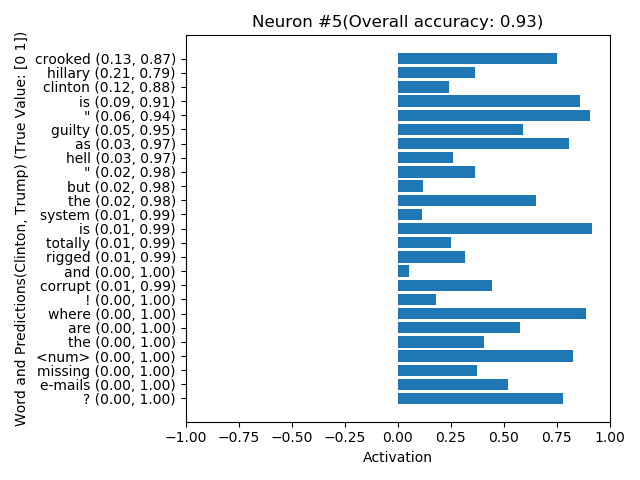 Neuron #5(Overall accuracy: 0.93)
Word and Predictions(Clinton, Trump) (True Value: [0 1])
crooked (0.13, 0.87)
hillary (0.21, 0.79)
clinton (0.12, 0.88)
is (0.09, 0.91)
" (0.06, 0.94)
guilty (0.05, 0.95)
as (0.03, 0.97)
hell (0.03, 0.97)
" (0.02, 0.98)
but (0.02, 0.98)
the (0.02, 0.98)
system (0.01, 0.99)
is (0.01, 0.99)
totally (0.01, 0.99)
rigged (0.01, 0.99)
and (0.00, 1.00)
corrupt (0.01, 0.99)
! (0.00, 1.00)
where (0.00, 1.00)
are (0.00, 1.00)
the (0.00, 1.00)
<num> (0.00, 1.00)
missing (0.00, 1.00)
e-mails (0.00, 1.00)
? (0.00, 1.00)
−1.00 −0.75 −0.50 −0.25 0.00 0.25 0.50 0.75 1.00
Activation